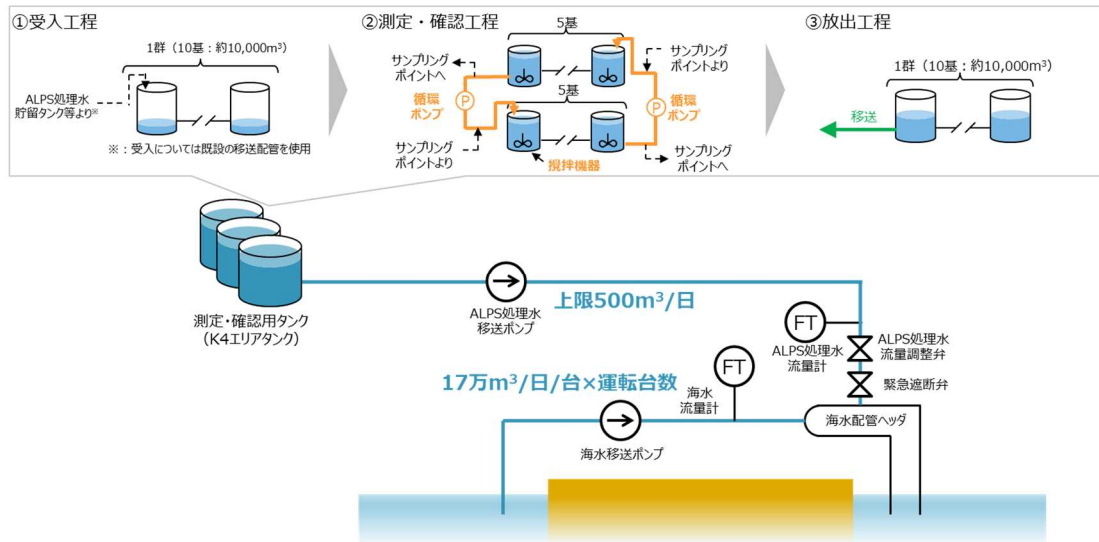 ①受入工程
1群（10基：約10,000m³）
ALPS処理水
貯留タンク等より※
※：受入については既設の移送配管を使用
②測定・確認工程
5基
サンプリング
ポイントへ
サンプリング
ポイントより
P
循環
ポンプ
5基
P
循環
ポンプ
サンプリング
ポイントより
攪拌機器
サンプリング
ポイントへ
③放出工程
1群（10基：約10,000m³）
移送
測定・確認用タンク
（K4エリアタンク）
ALPS処理水
移送ポンプ
上限500m³/日
FT
ALPS処理水
流量計
ALPS処理水
流量調整弁
緊急遮断弁
17万m³/日/台×運転台数
FT
海水
流量計
海水移送ポンプ
海水配管ヘッダ